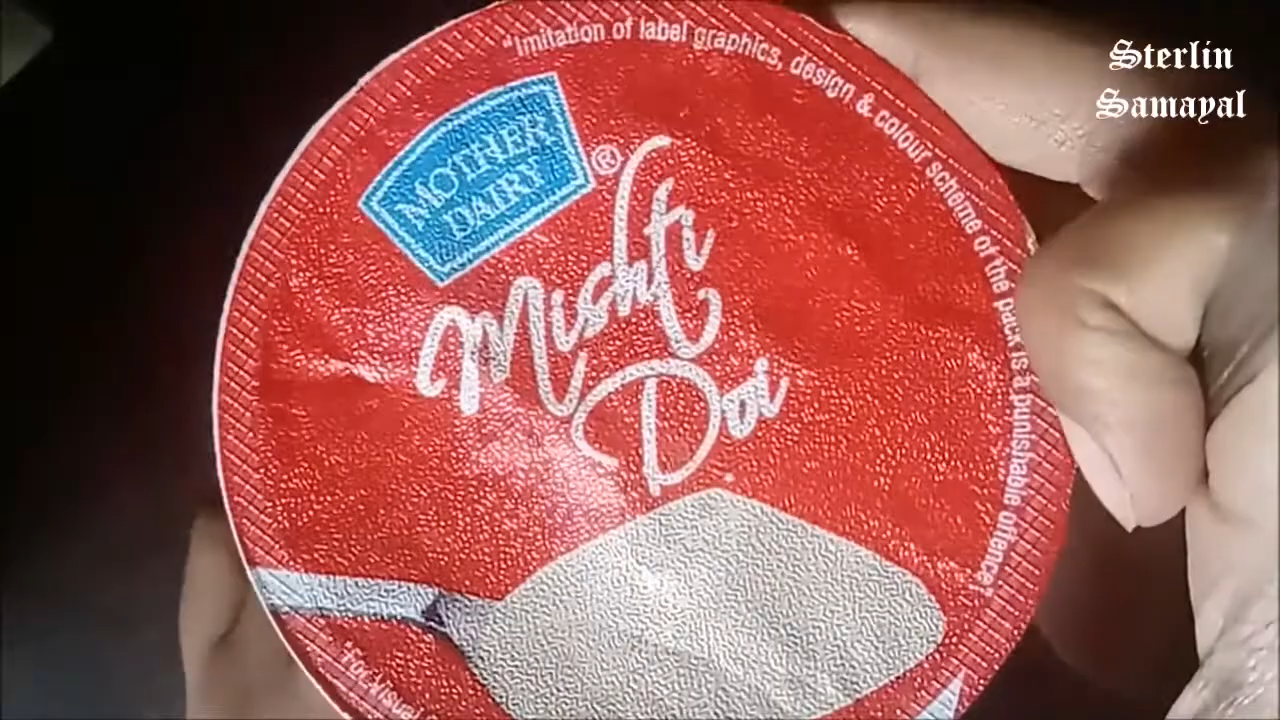 Sterlin
Samayal
"Imitation of label graphics, design & colour scheme of the pack is a punishable offence"
MOTHER
DAIRY
®
Mishti
Doi